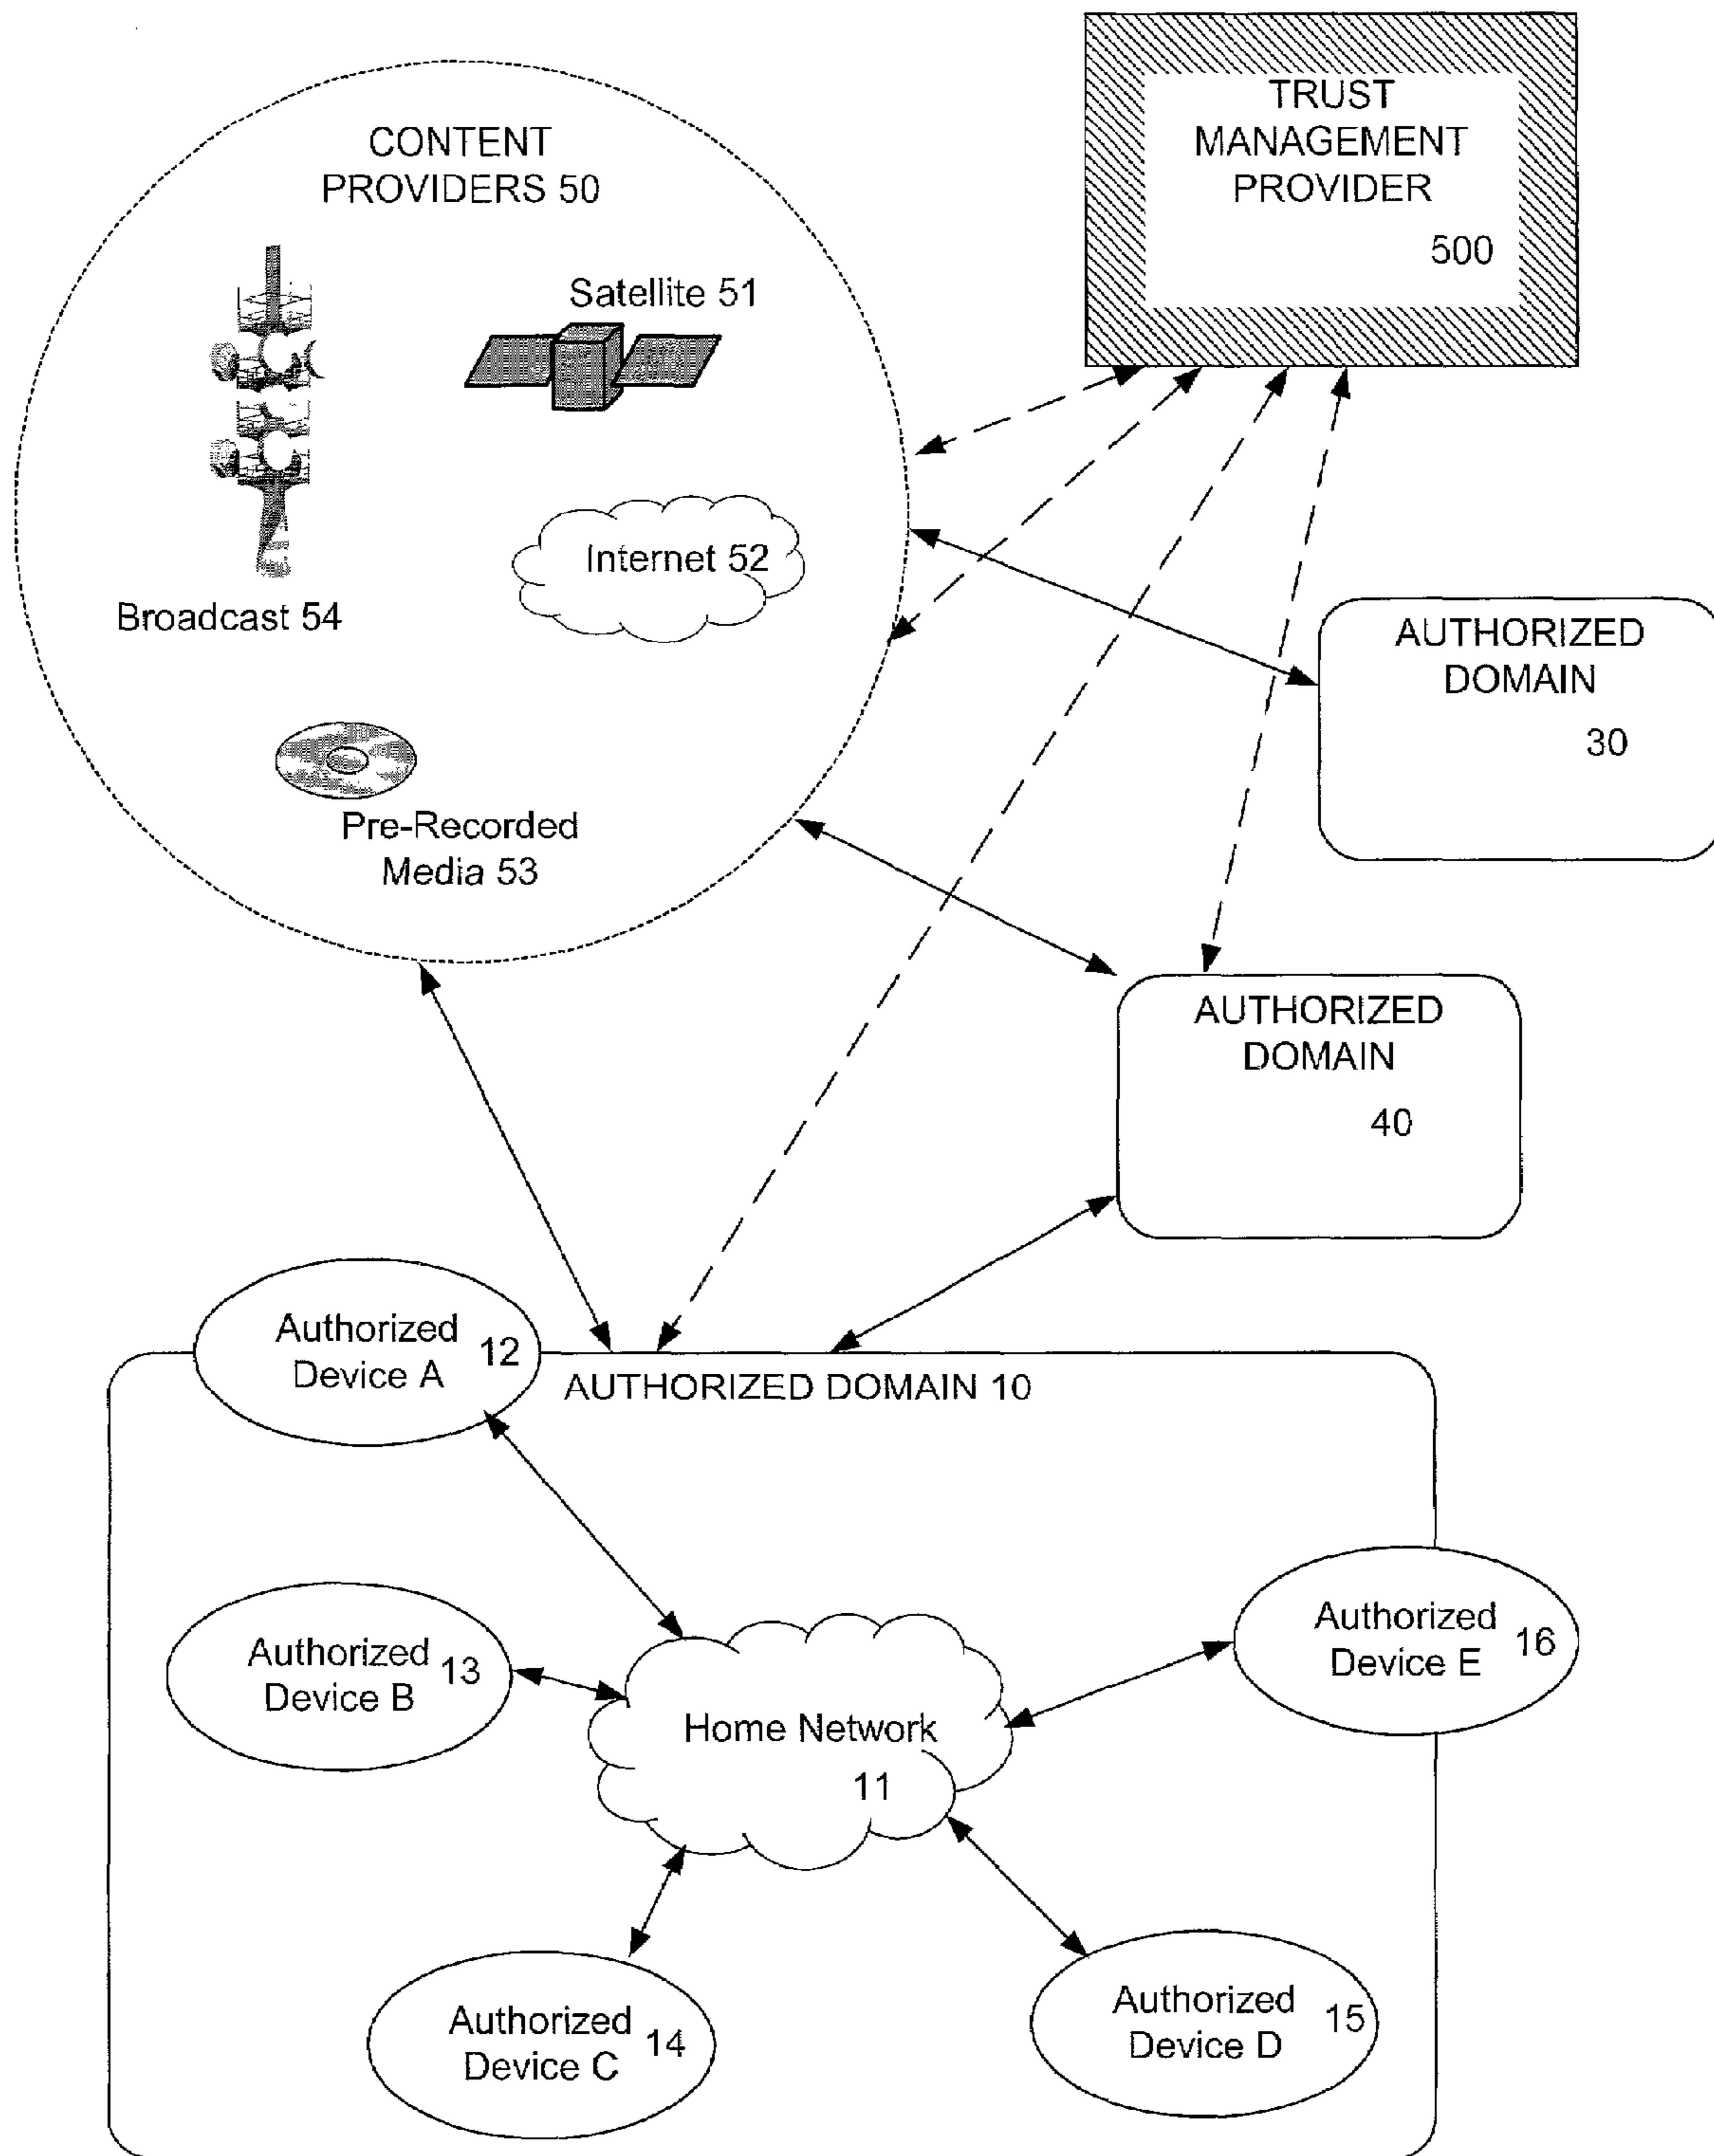 CONTENT
PROVIDERS 50
TRUST
MANAGEMENT
PROVIDER
500
Satellite 51
Internet 52
Broadcast 54
Pre-Recorded
Media 53
AUTHORIZED
DOMAIN
30
AUTHORIZED
DOMAIN
40
Authorized
Device A
12
AUTHORIZED DOMAIN 10
Authorized
Device B
13
Home Network
11
Authorized
Device E
16
Authorized
Device C
14
Authorized
Device D
15